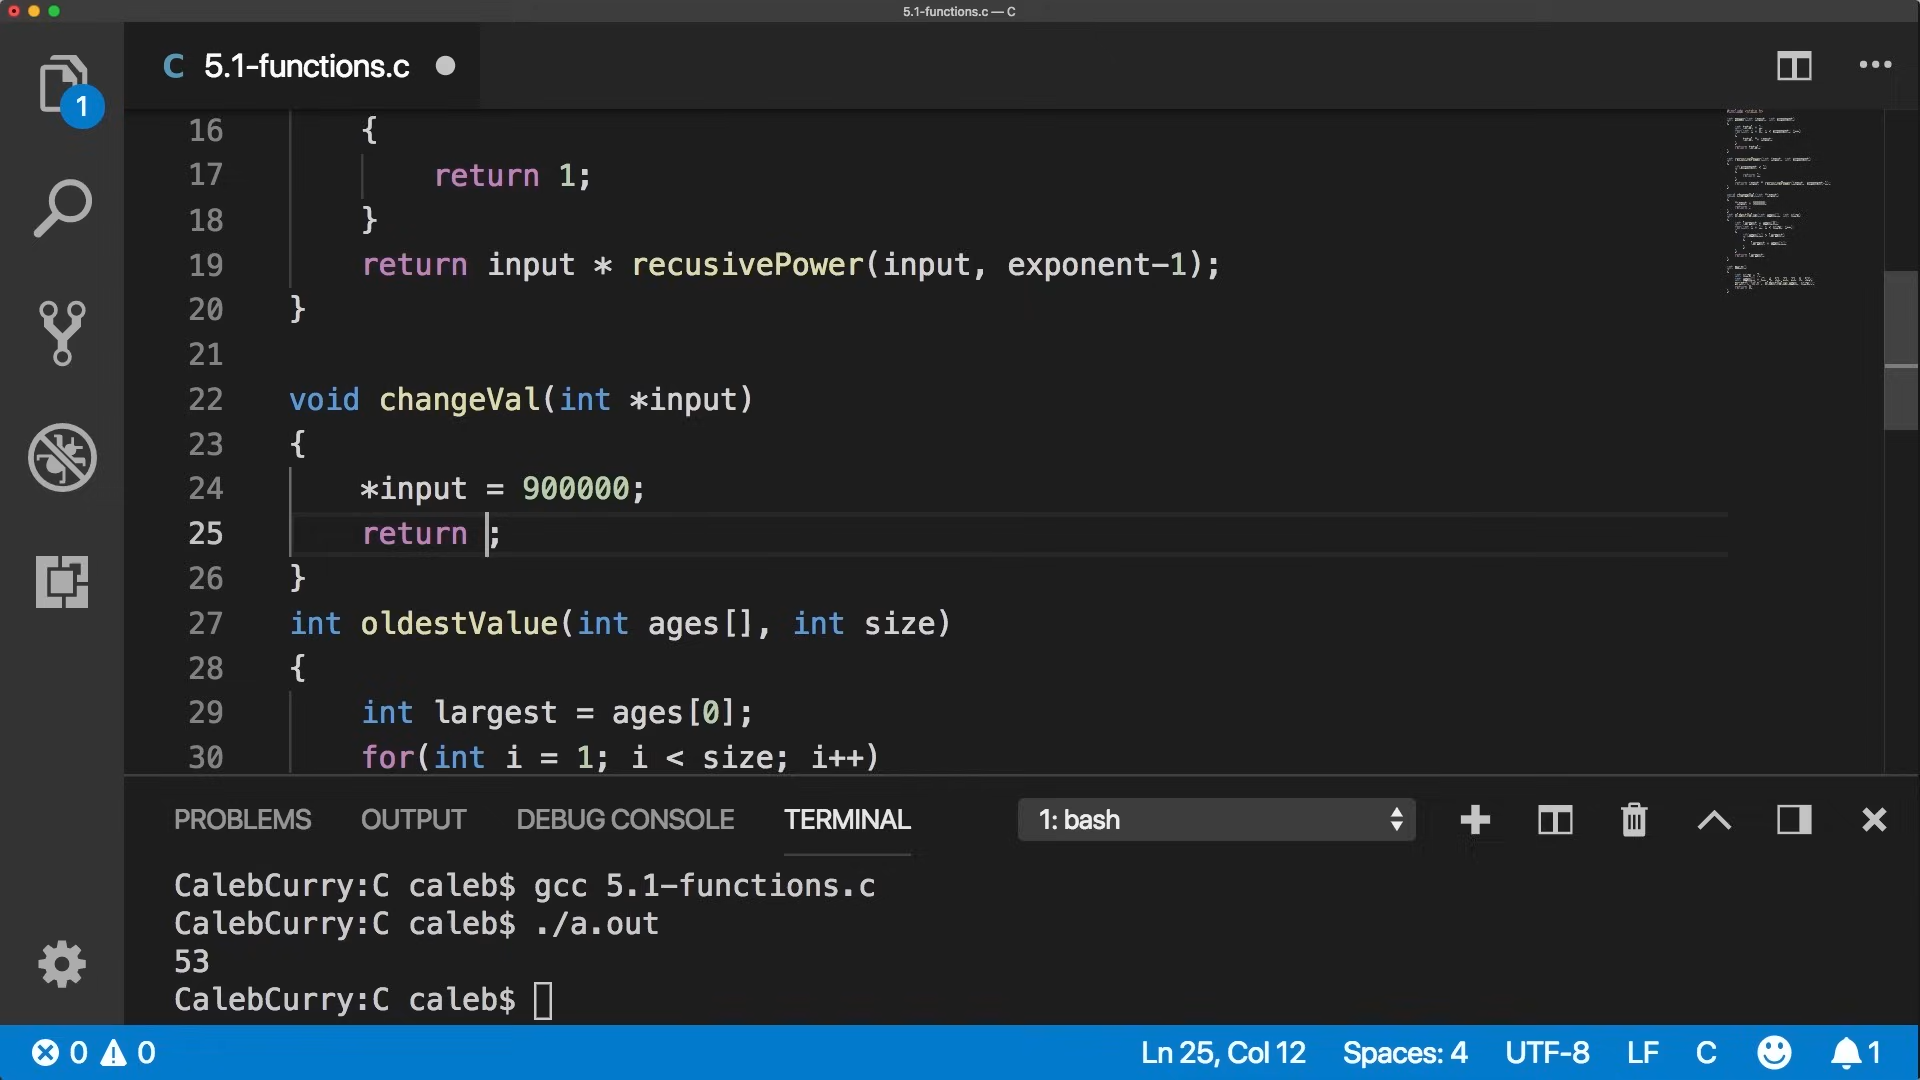 5.1-functions.c — C
1
C 5.1-functions.c
16 {
17 return 1;
18 }
19 return input * recusivePower(input, exponent-1);
20 }
21
22 void changeVal(int *input)
23 {
24 *input = 900000;
25 return ;
26 }
27 int oldestValue(int ages[], int size)
28 {
29 int largest = ages[0];
30 for(int i = 1; i < size; i++)
PROBLEMS OUTPUT DEBUG CONSOLE TERMINAL 1: bash
CalebCurry:C caleb$ gcc 5.1-functions.c
CalebCurry:C caleb$ ./a.out
53
CalebCurry:C caleb$
0 0 Ln 25, Col 12 Spaces: 4 UTF-8 LF C 1